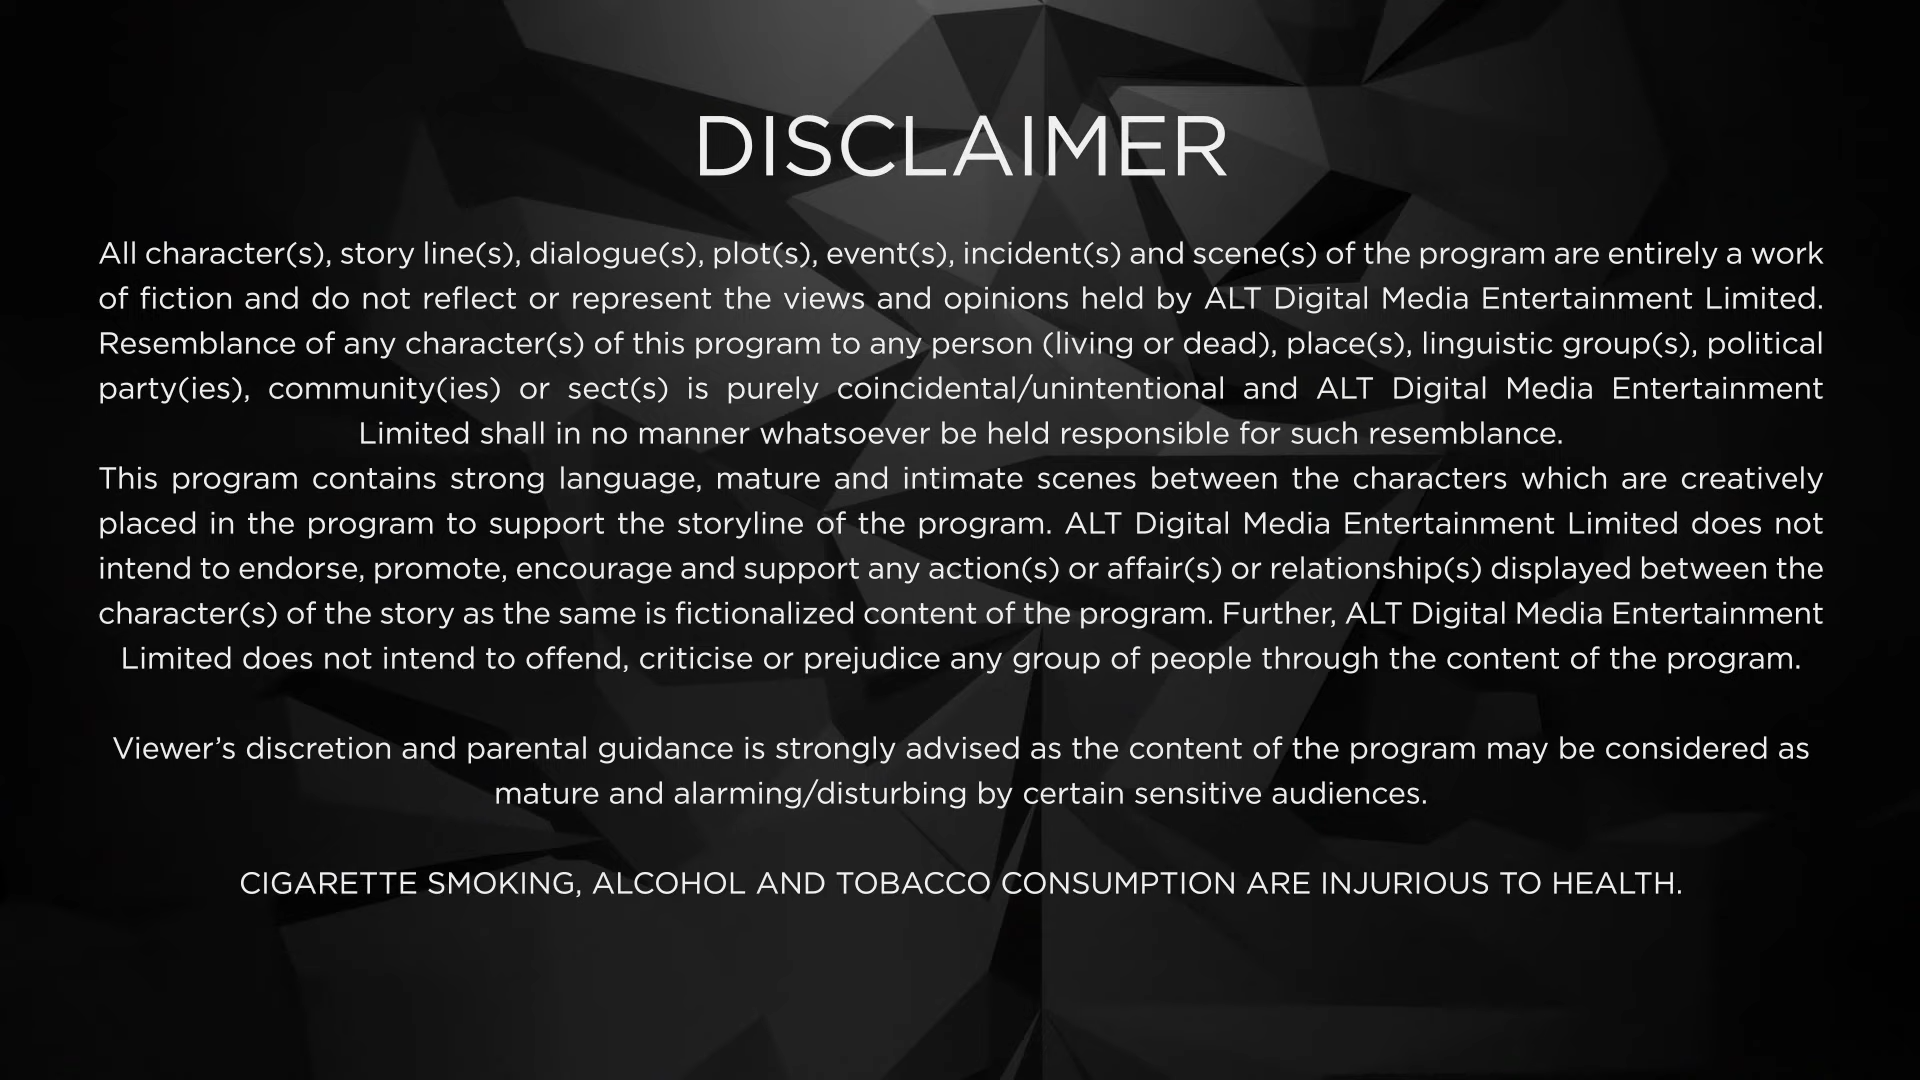 DISCLAIMER
All character(s), story line(s), dialogue(s), plot(s), event(s), incident(s) and scene(s) of the program are entirely a work
of fiction and do not reflect or represent the views and opinions held by ALT Digital Media Entertainment Limited.
Resemblance of any character(s) of this program to any person (living or dead), place(s), linguistic group(s), political
party(ies), community(ies) or sect(s) is purely coincidental/unintentional and ALT Digital Media Entertainment
Limited shall in no manner whatsoever be held responsible for such resemblance.
This program contains strong language, mature and intimate scenes between the characters which are creatively
placed in the program to support the storyline of the program. ALT Digital Media Entertainment Limited does not
intend to endorse, promote, encourage and support any action(s) or affair(s) or relationship(s) displayed between the
character(s) of the story as the same is fictionalized content of the program. Further, ALT Digital Media Entertainment
Limited does not intend to offend, criticise or prejudice any group of people through the content of the program.
Viewer’s discretion and parental guidance is strongly advised as the content of the program may be considered as
mature and alarming/disturbing by certain sensitive audiences.
CIGARETTE SMOKING, ALCOHOL AND TOBACCO CONSUMPTION ARE INJURIOUS TO HEALTH.